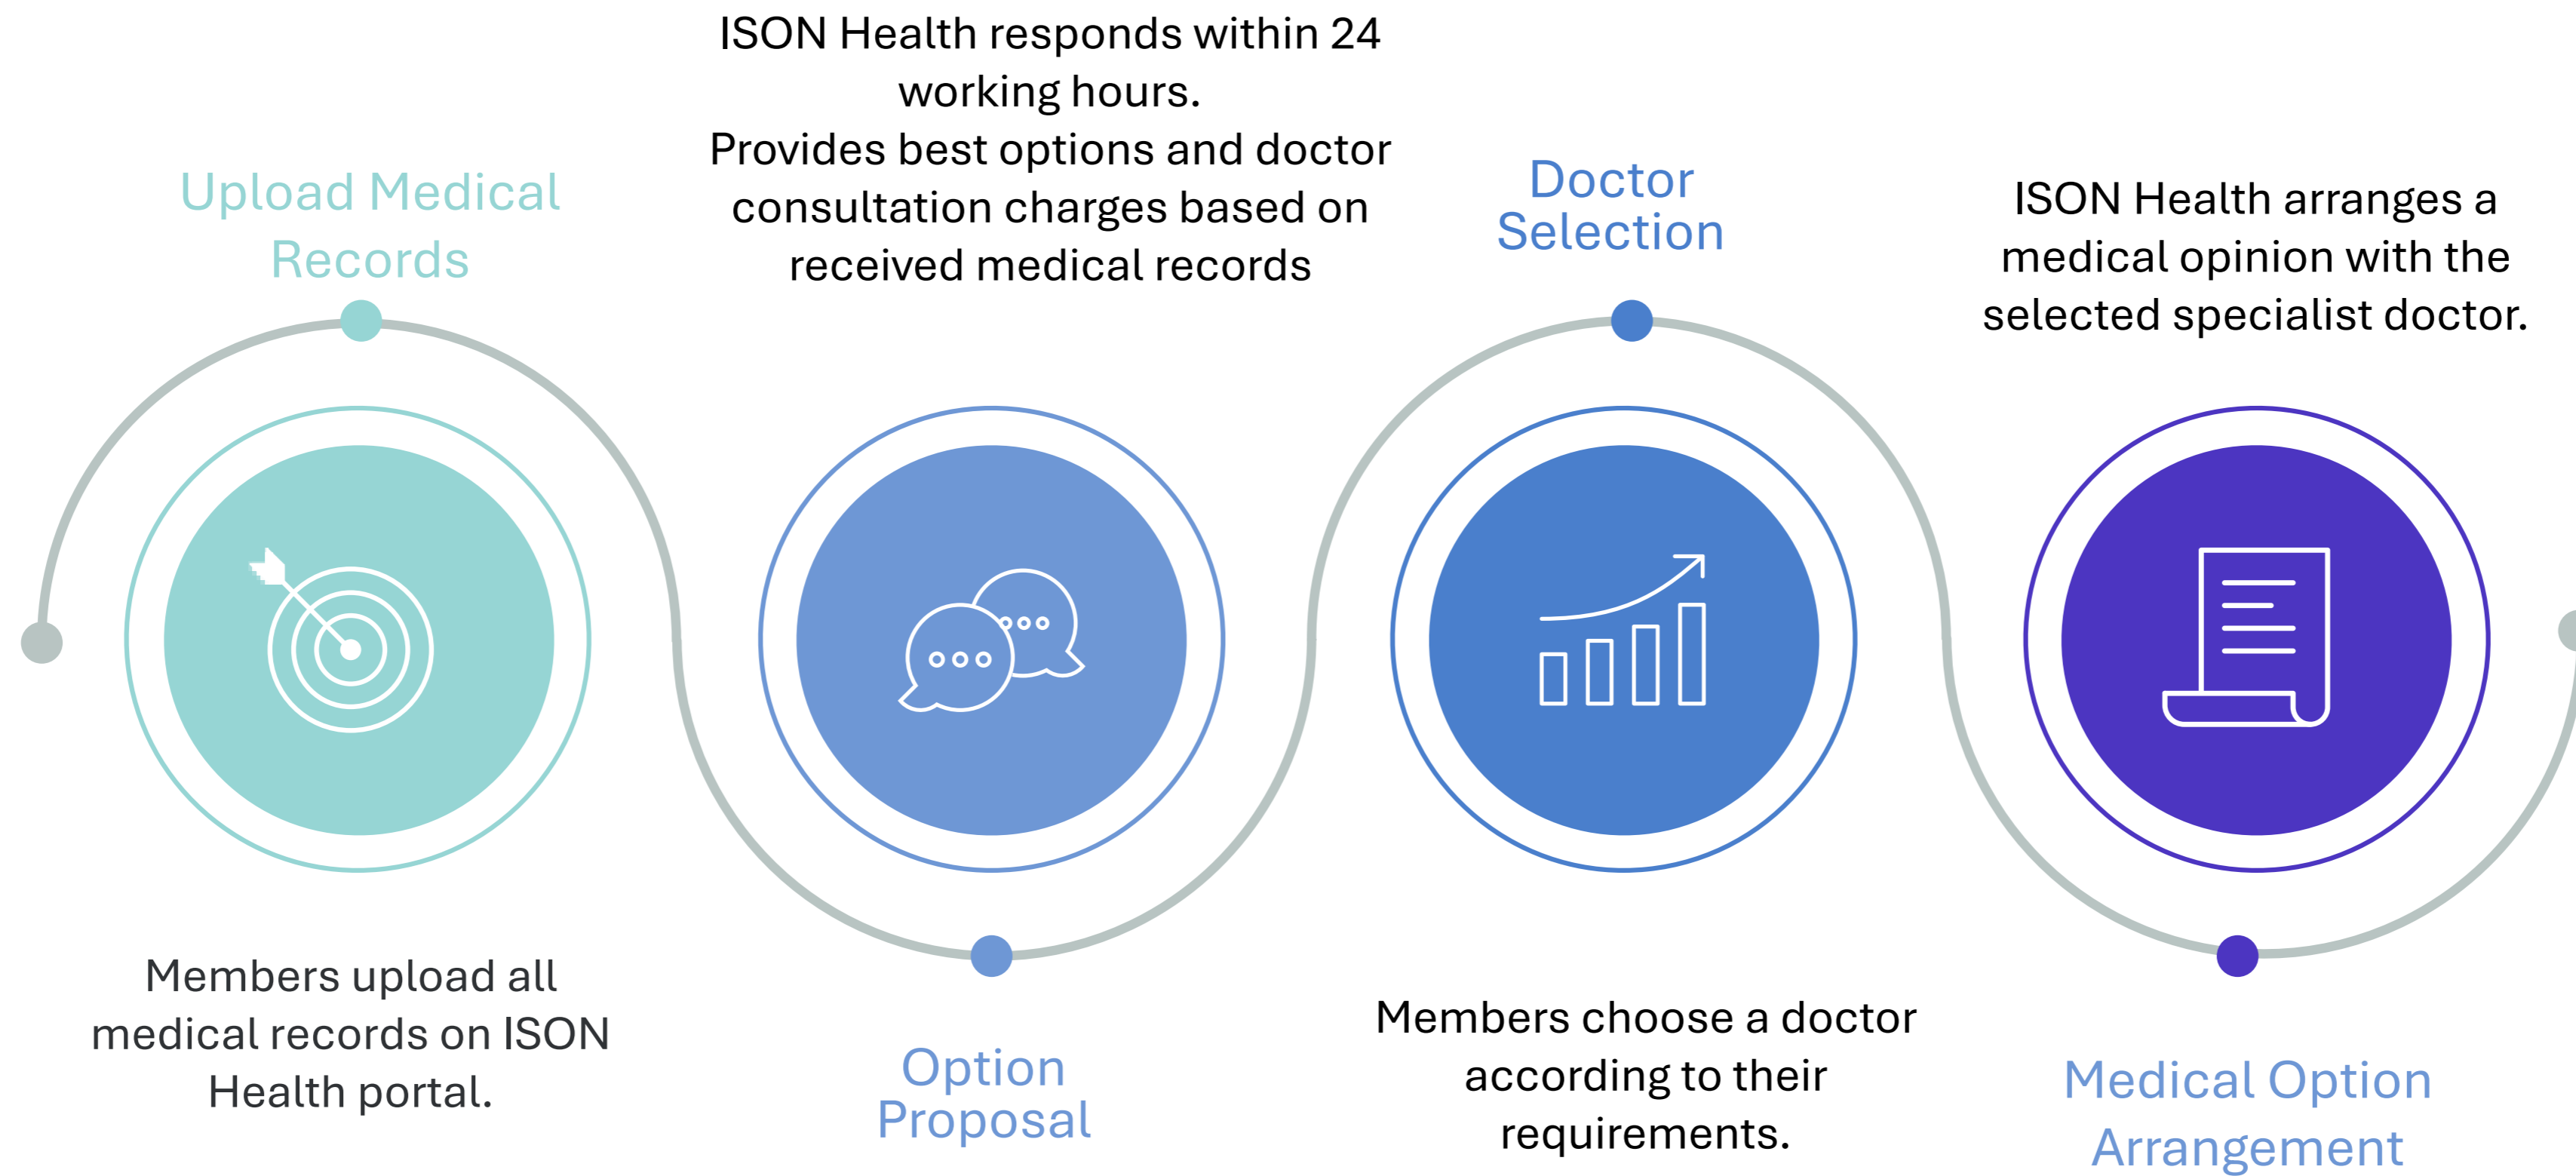 Upload Medical
Records
Members upload all
medical records on ISON
Health portal.
ISON Health responds within 24
working hours.
Provides best options and doctor
consultation charges based on
received medical records
Option
Proposal
Doctor
Selection
Members choose a doctor
according to their
requirements.
ISON Health arranges a
medical opinion with the
selected specialist doctor.
Medical Option
Arrangement